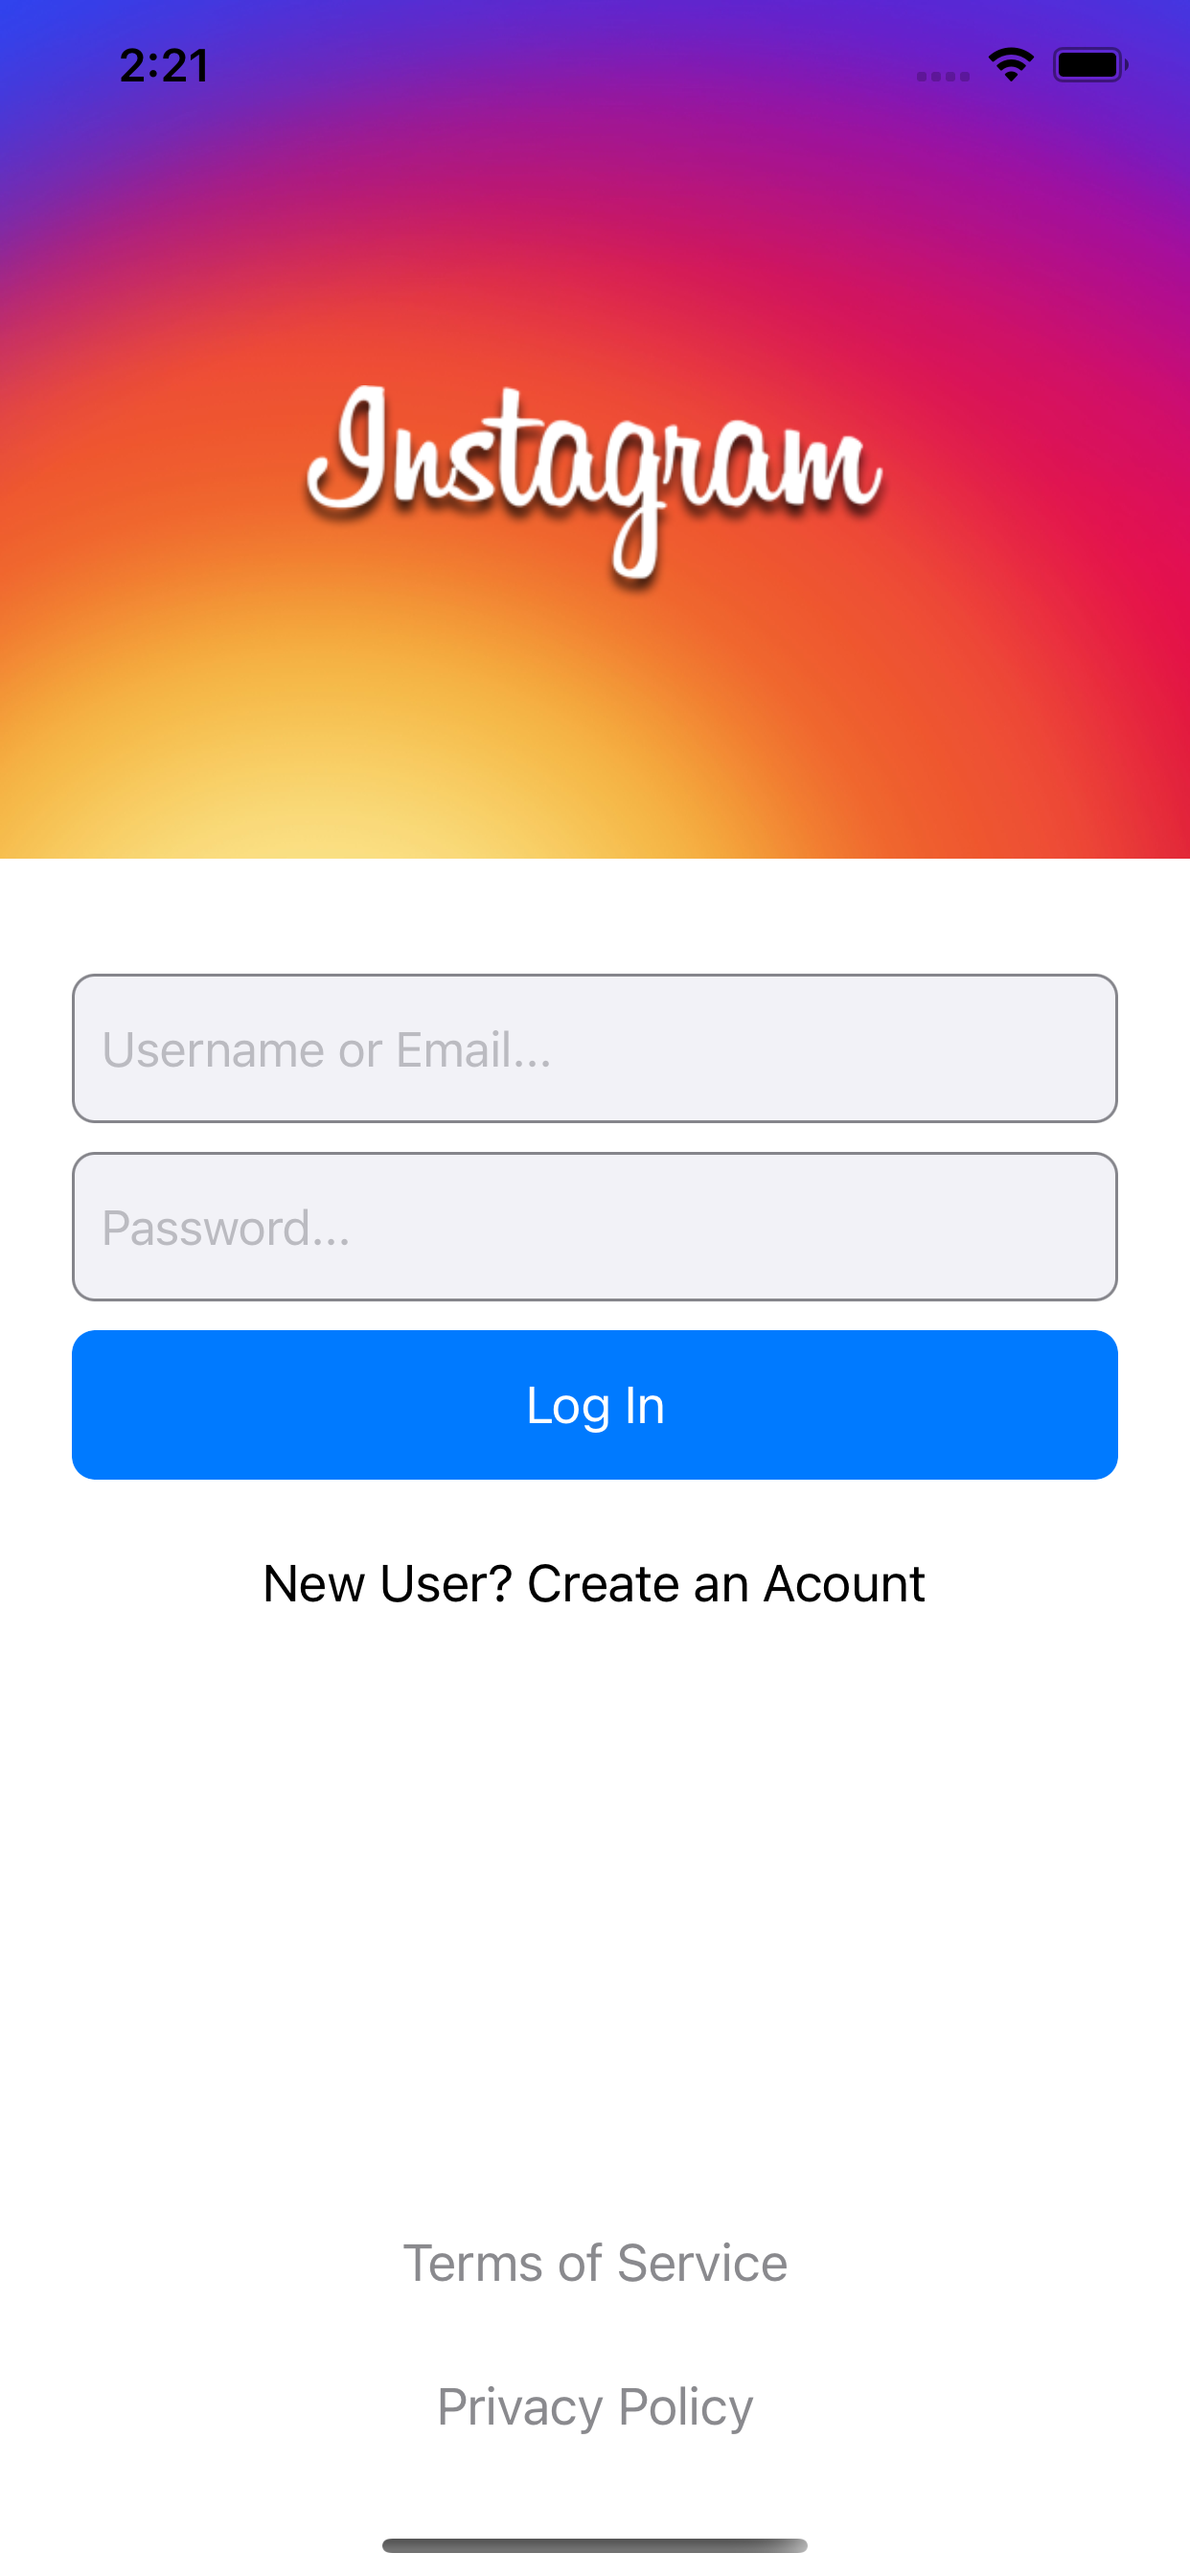 2:21
Instagram
Username or Email...
Password...
Log In
New User? Create an Acount
Terms of Service
Privacy Policy